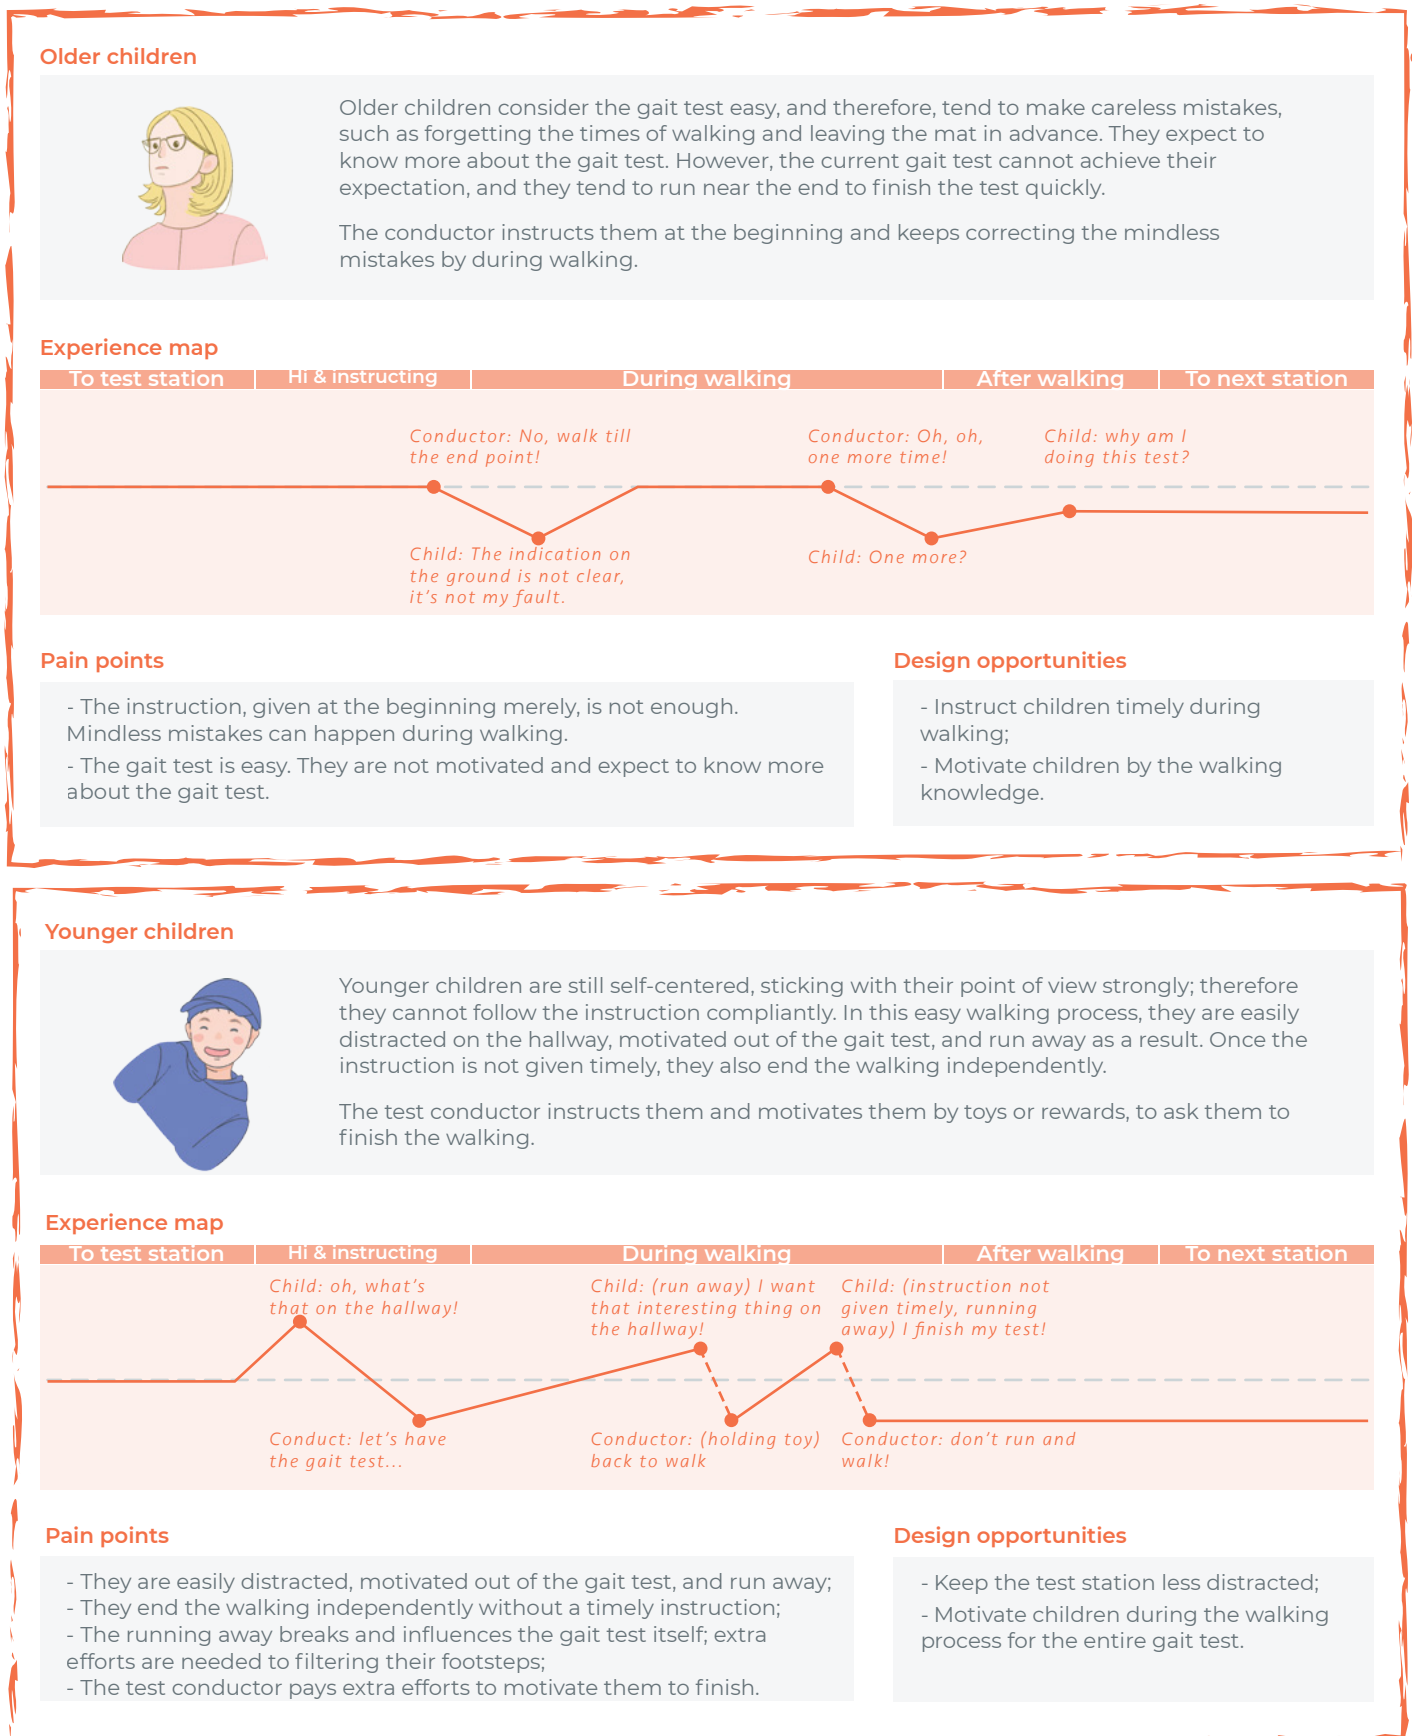 Older children
Older children consider the gait test easy, and therefore, tend to make careless mistakes,
such as forgetting the times of walking and leaving the mat in advance. They expect to
know more about the gait test. However, the current gait test cannot achieve their
expectation, and they tend to run near the end to finish the test quickly.
The conductor instructs them at the beginning and keeps correcting the mindless
mistakes by during walking.
Experience map
To test station
Hi & instructing
During walking
After walking
To next station
Conductor: No, walk till
the end point!
Conductor: Oh, oh,
one more time!
Child: why am I
doing this test?
Child: The indication on
the ground is not clear,
it's not my fault.
Child: One more?
Pain points
- The instruction, given at the beginning merely, is not enough.
Mindless mistakes can happen during walking.
- The gait test is easy. They are not motivated and expect to know more
about the gait test.
Design opportunities
- Instruct children timely during
walking;
- Motivate children by the walking
knowledge.
Younger children
Younger children are still self-centered, sticking with their point of view strongly; therefore
they cannot follow the instruction compliantly. In this easy walking process, they are easily
distracted on the hallway, motivated out of the gait test, and run away as a result. Once the
instruction is not given timely, they also end the walking independently.
The test conductor instructs them and motivates them by toys or rewards, to ask them to
finish the walking.
Experience map
To test station
Hi & instructing
During walking
After walking
To next station
Child: oh, what's
that on the hallway!
Child: (run away) I want
that interesting thing on
the hallway!
Child: (instruction not
given timely, running
away) I finish my test!
Conduct: let's have
the gait test...
Conductor: (holding toy)
back to walk
Conductor: don't run and
walk!
Pain points
- They are easily distracted, motivated out of the gait test, and run away;
- They end the walking independently without a timely instruction;
- The running away breaks and influences the gait test itself; extra
efforts are needed to filtering their footsteps;
- The test conductor pays extra efforts to motivate them to finish.
Design opportunities
- Keep the test station less distracted;
- Motivate children during the walking
process for the entire gait test.